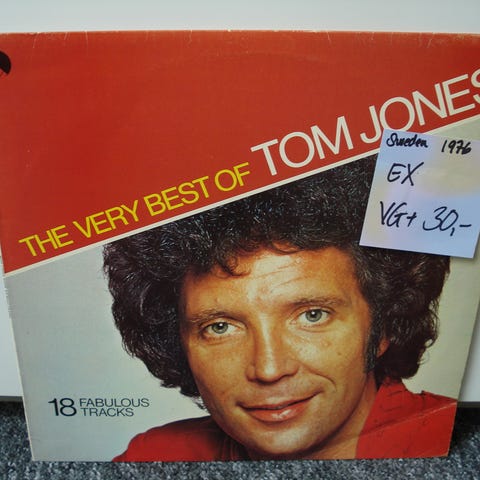 THE VERY BEST OF TOM JONES
Sweden 1976
EX
VG+ 30,-
18 FABULOUS
TRACKS